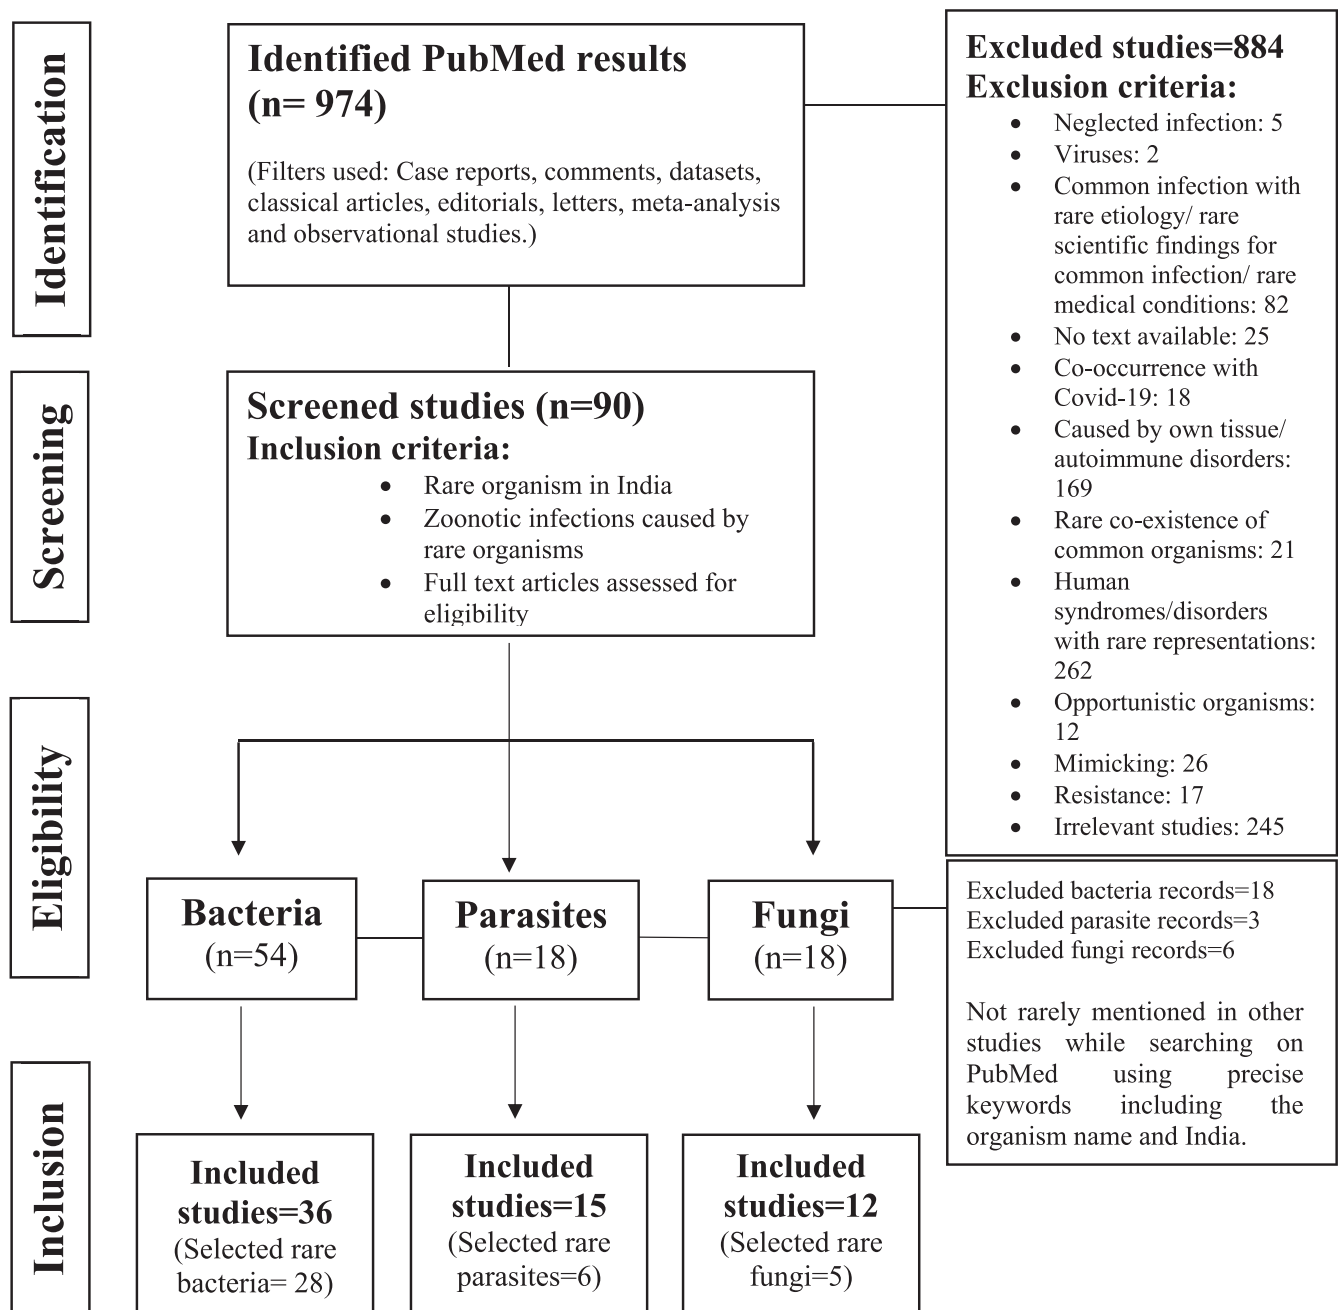 Identification
Identified PubMed results
(n= 974)
(Filters used: Case reports, comments, datasets,
classical articles, editorials, letters, meta-analysis
and observational studies.)
Excluded studies=884
Exclusion criteria:
• Neglected infection: 5
• Viruses: 2
• Common infection with
rare etiology/ rare
scientific findings for
common infection/ rare
medical conditions: 82
• No text available: 25
• Co-occurrence with
Covid-19: 18
• Caused by own tissue/
autoimmune disorders:
169
• Rare co-existence of
common organisms: 21
• Human
syndromes/disorders
with rare representations:
262
• Opportunistic organisms:
12
• Mimicking: 26
• Resistance: 17
• Irrelevant studies: 245
Screening
Screened studies (n=90)
Inclusion criteria:
• Rare organism in India
• Zoonotic infections caused by
rare organisms
• Full text articles assessed for
eligibility
Eligibility
Bacteria
(n=54)
Parasites
(n=18)
Fungi
(n=18)
Excluded bacteria records=18
Excluded parasite records=3
Excluded fungi records=6
Not rarely mentioned in other
studies while searching on
PubMed using precise
keywords including the
organism name and India.
Inclusion
Included
studies=36
(Selected rare
bacteria= 28)
Included
studies=15
(Selected rare
parasites=6)
Included
studies=12
(Selected rare
fungi=5)